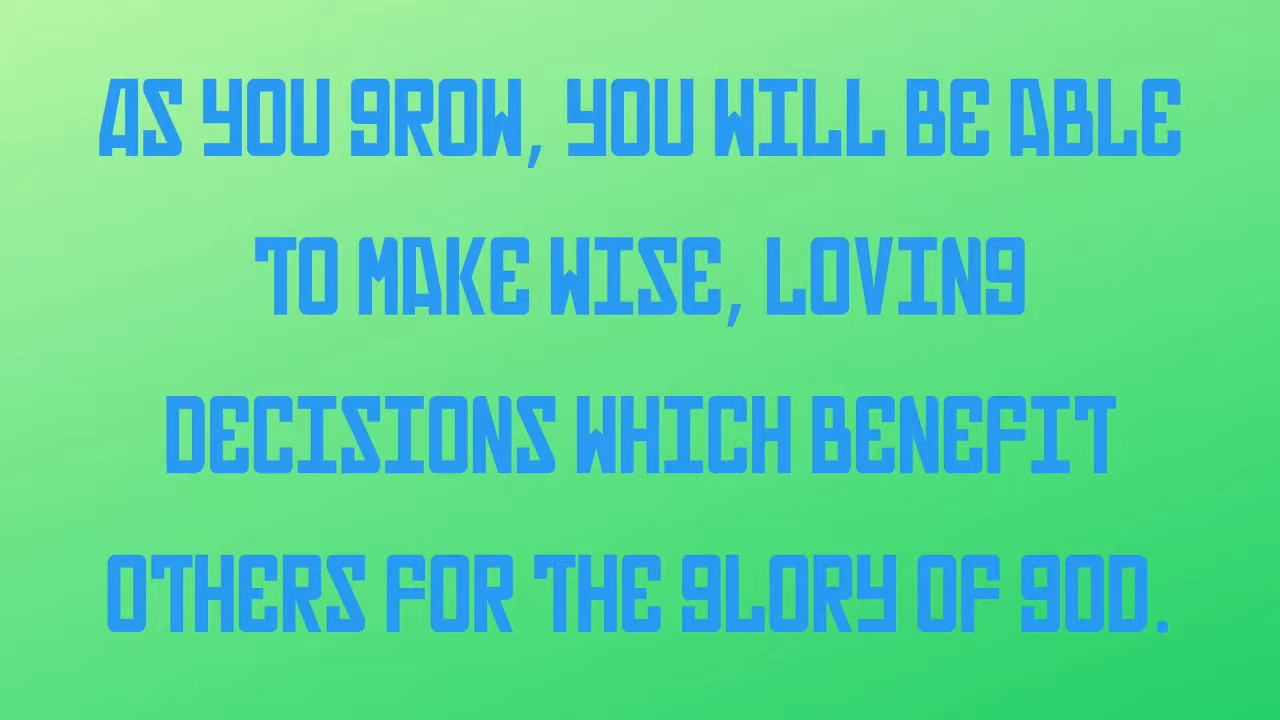 AS YOU GROW, YOU WILL BE ABLE
TO MAKE WISE, LOVING
DECISIONS WHICH BENEFIT
OTHERS FOR THE GLORY OF GOD.